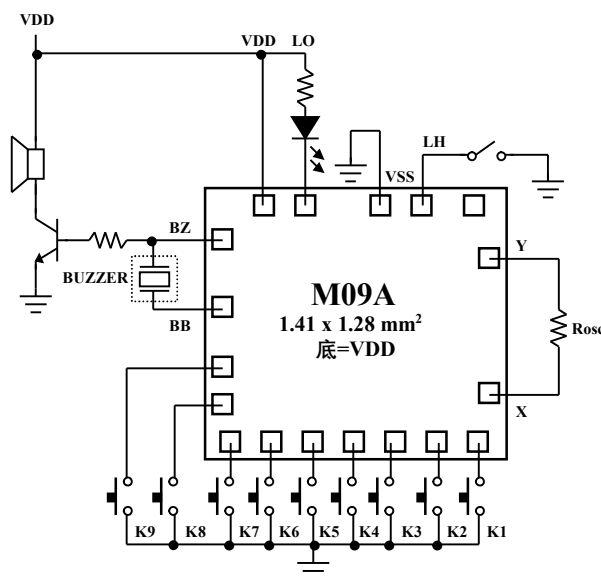 VDD
VDD
LO
VSS
LH
BZ
BUZZER
BB
Y
M09A
1.41 x 1.28 mm²
底=VDD
Rosc
X
K9
K8
K7
K6
K5
K4
K3
K2
K1